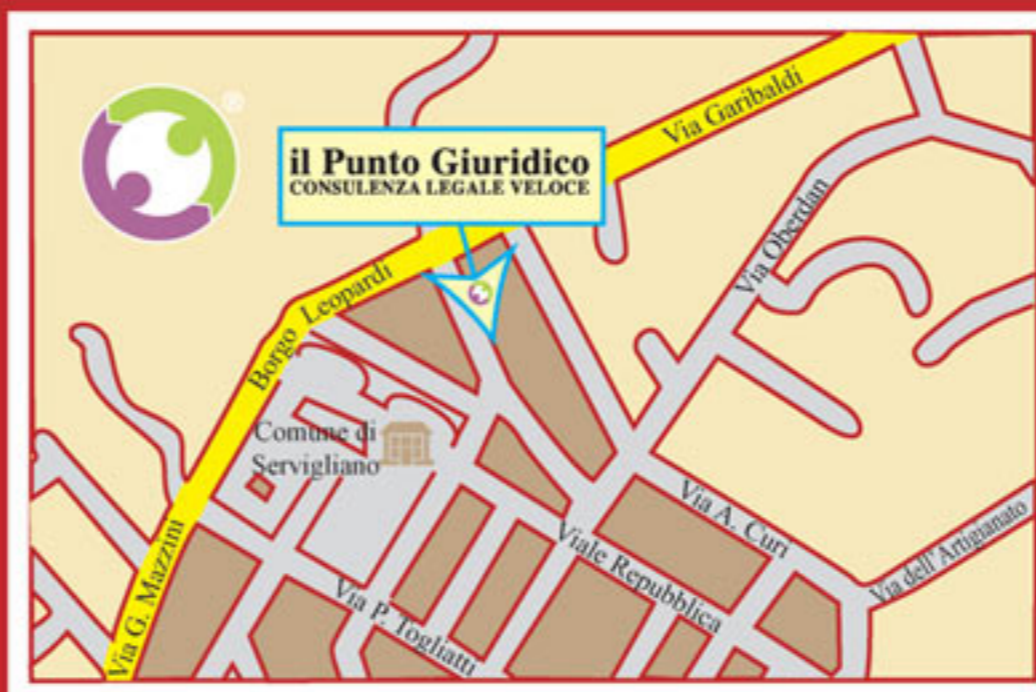 ®
il Punto Giuridico
CONSULENZA LEGALE VELOCE
Via Garibaldi
Via Oberdan
Borgo Leopardi
Comune di
Servigliano
Via A. Curi
Via dell'Artigianato
Viale Repubblica
Via G. Mazzini
Via P. Togliatti